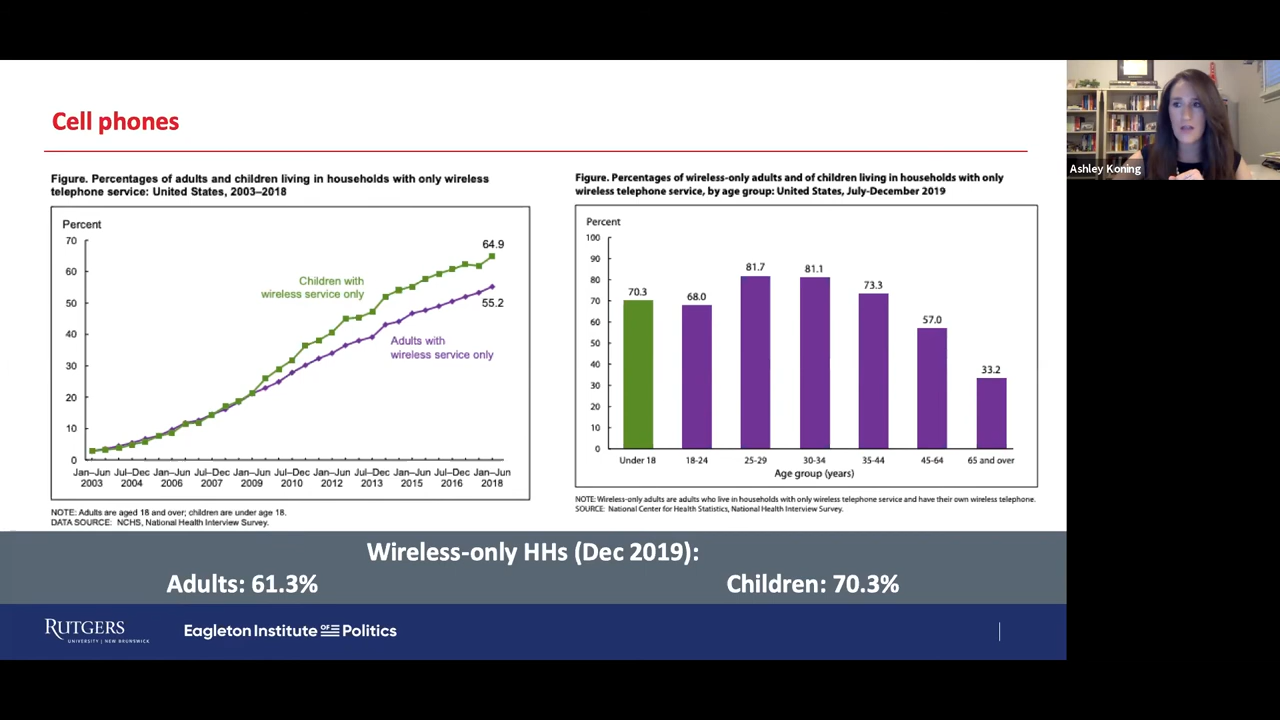 Cell phones
Figure. Percentages of adults and children living in households with only wireless
telephone service: United States, 2003–2018
Percent
70
60
50
40
30
20
10
0
64.9
55.2
Children with
wireless service only
Adults with
wireless service only
Jan–Jun Jul–Dec Jan–Jun Jul–Dec Jan–Jun Jul–Dec Jan–Jun Jul–Dec Jan–Jun Jul–Dec Jan–Jun
2003 2004 2006 2007 2009 2010 2012 2013 2015 2016 2018
NOTE: Adults are aged 18 and over; children are under age 18.
DATA SOURCE: NCHS, National Health Interview Survey.
Figure. Percentages of wireless-only adults and of children living in households with only
wireless telephone service, by age group: United States, July-December 2019
Percent
100
90
80
70
60
50
40
30
20
10
0
70.3 68.0 81.7 81.1 73.3 57.0 33.2
Under 18 18-24 25-29 30-34 35-44 45-64 65 and over
Age group (years)
NOTE: Wireless-only adults are adults who live in households with only wireless telephone service and have their own wireless telephone.
SOURCE: National Center for Health Statistics, National Health Interview Survey.
Wireless-only HHs (Dec 2019):
Adults: 61.3% Children: 70.3%
RUTGERS
UNIVERSITY | NEW BRUNSWICK
Eagleton Institute OF Politics
Ashley Koning